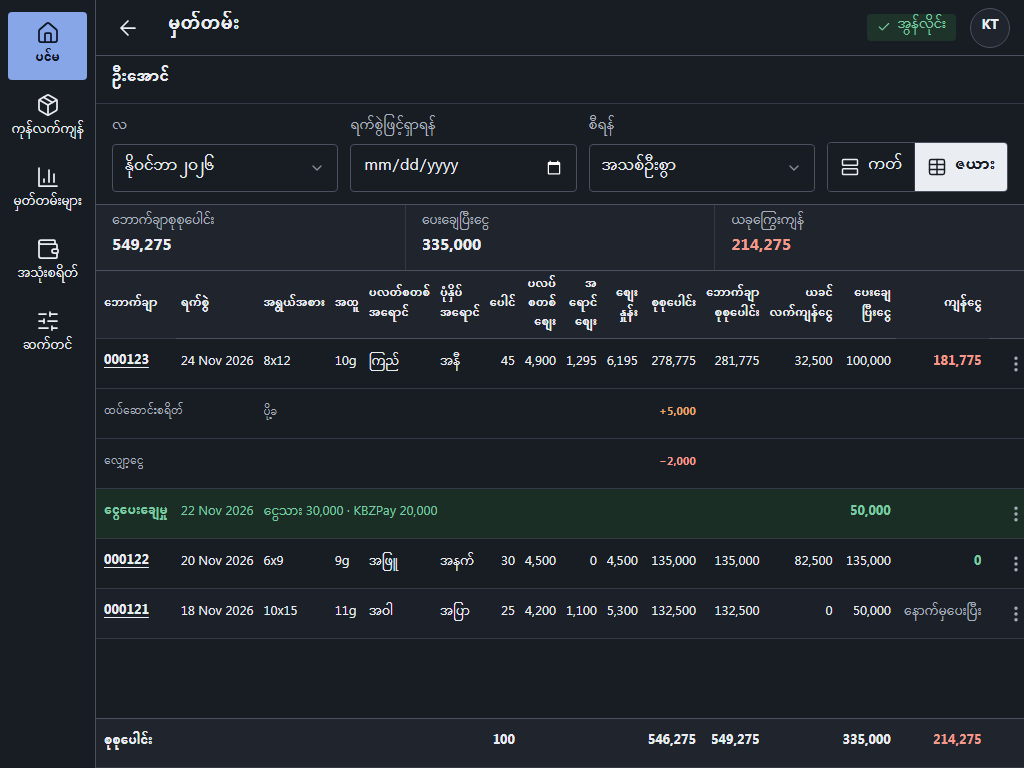 ပင်မ
ကုန်လက်ကျန်
မှတ်တမ်းများ
အသုံးစရိတ်
ဆက်တင်
မှတ်တမ်း
အွန်လိုင်း
KT
ဦးအောင်
လ ရက်စွဲဖြင့်ရှာရန် စီရန်
နိုဝင်ဘာ ၂၀၂၆ mm/dd/yyyy အသစ်ဦးစွာ ကတ် ဇယား
ဘောက်ချာစုစုပေါင်း ပေးချေပြီးငွေ ယခုကြွေးကျန်
549,275 335,000 214,275
ဘောက်ချာ ရက်စွဲ အရွယ်အစား အထူ ပလတ်စတစ် အရောင် ပုံနှိပ် အရောင် ပေါင် ပလပ် စတစ် ဈေး အ ရောင် ဈေး ဈေး နှုန်း စုစုပေါင်း ဘောက်ချာ စုစုပေါင်း ယခင် လက်ကျန်ငွေ ပေးချေ ပြီးငွေ ကျန်ငွေ
000123 24 Nov 2026 8x12 10g ကြည် အနီ 45 4,900 1,295 6,195 278,775 281,775 32,500 100,000 181,775
ထပ်ဆောင်းစရိတ် ပို့ခ +5,000
လျှော့ငွေ −2,000
ငွေပေးချေမှု 22 Nov 2026 ငွေသား 30,000 · KBZPay 20,000 50,000
000122 20 Nov 2026 6x9 9g အဖြူ အနက် 30 4,500 0 4,500 135,000 135,000 82,500 135,000 0
000121 18 Nov 2026 10x15 11g အဝါ အပြာ 25 4,200 1,100 5,300 132,500 132,500 0 50,000 နောက်မှပေးပြီး
စုစုပေါင်း 100 546,275 549,275 335,000 214,275